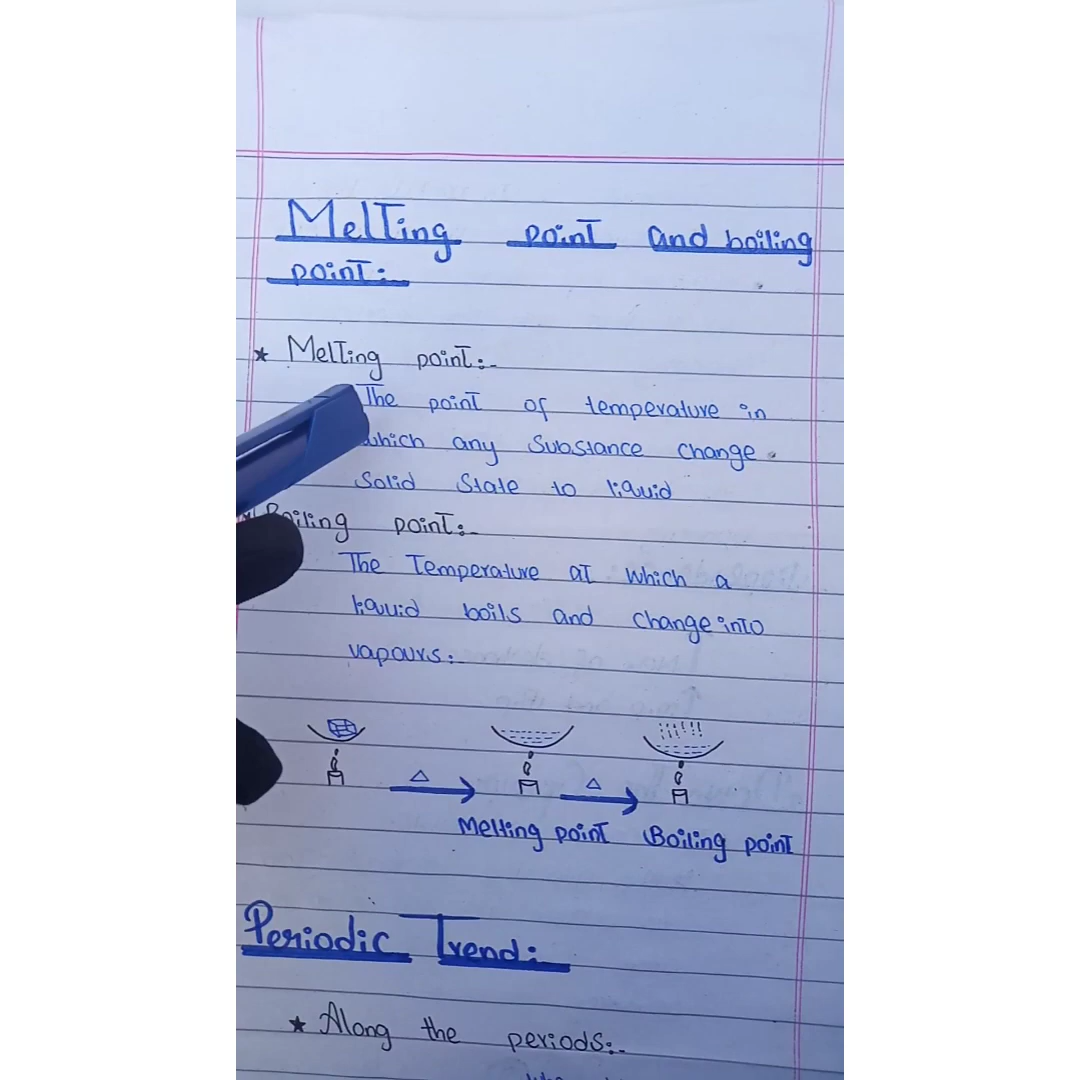 Melting point and boiling
point:-
★ Melting point:-
The point of temperature in
which any Substance change
Solid State to liquid
Boiling point:-
The Temperature at which a
liquid boils and change into
vapours:-
△ △
Melting point Boiling point
Periodic Trend:-
★ Along the periods:-